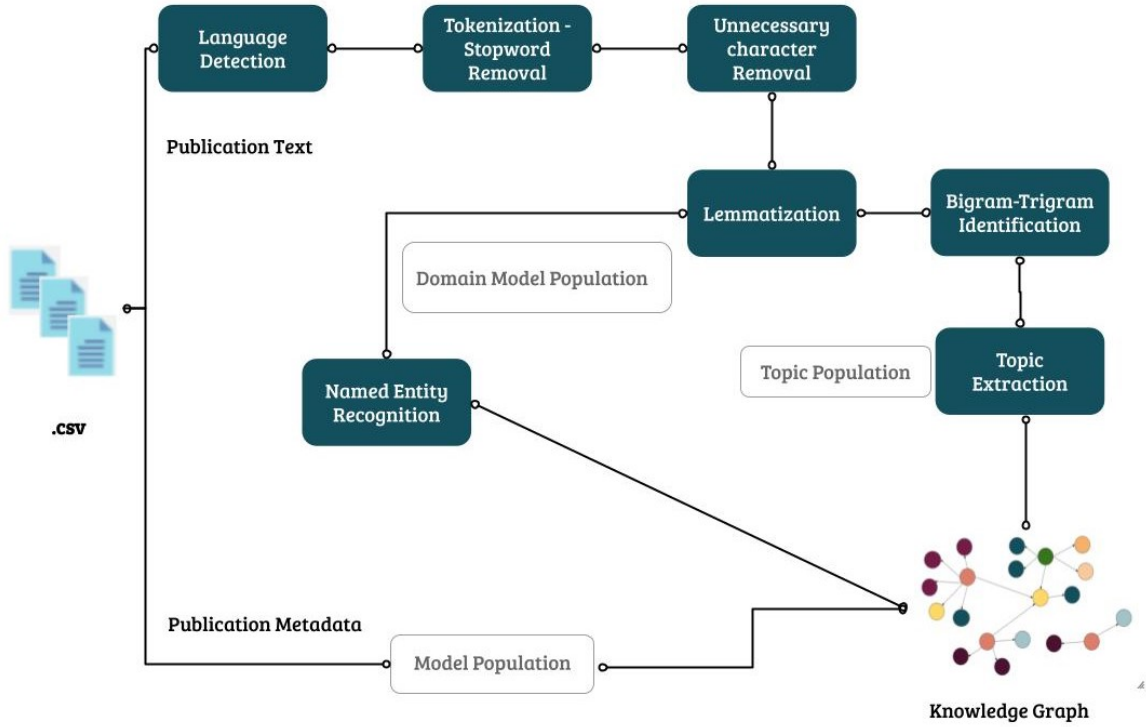 Language
Detection
Tokenization -
Stopword
Removal
Unnecessary
character
Removal
Publication Text
Lemmatization
Bigram-Trigram
Identification
Domain Model Population
Topic Population
Topic
Extraction
Named Entity
Recognition
.csv
Publication Metadata
Model Population
Knowledge Graph